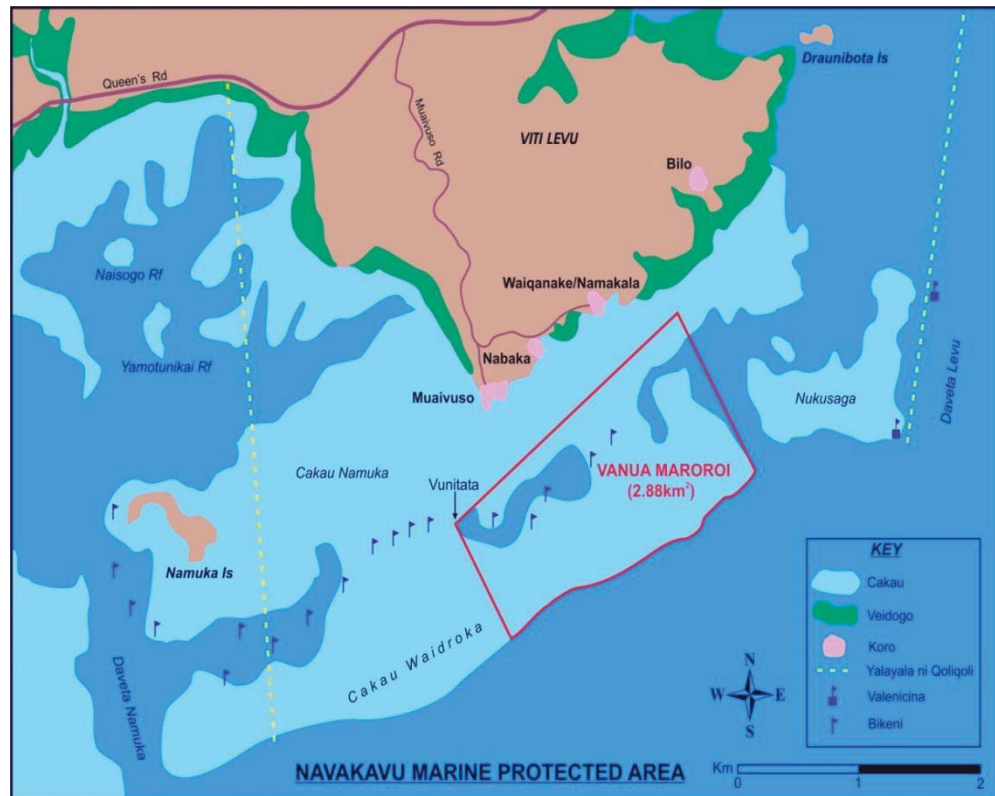 Queen's Rd
Muaivuso Rd
Draunibota Is
VITI LEVU
Bilo
Naisogo Rf
Waiqanake/Namakala
Yamotunikai Rf
Nabaka
Muaivuso
Nukusaga
Daveta Levu
Cakau Namuka
Vunitata
VANUA MAROROI
(2.88km²)
Namuka Is
Cakau Waidroka
Daveta Namuka
KEY
Cakau
Veidogo
Koro
Yalayala ni Qoliqoli
Valenicina
Bikeni
N
W E
S
NAVAKAVU MARINE PROTECTED AREA
Km
0 1 2